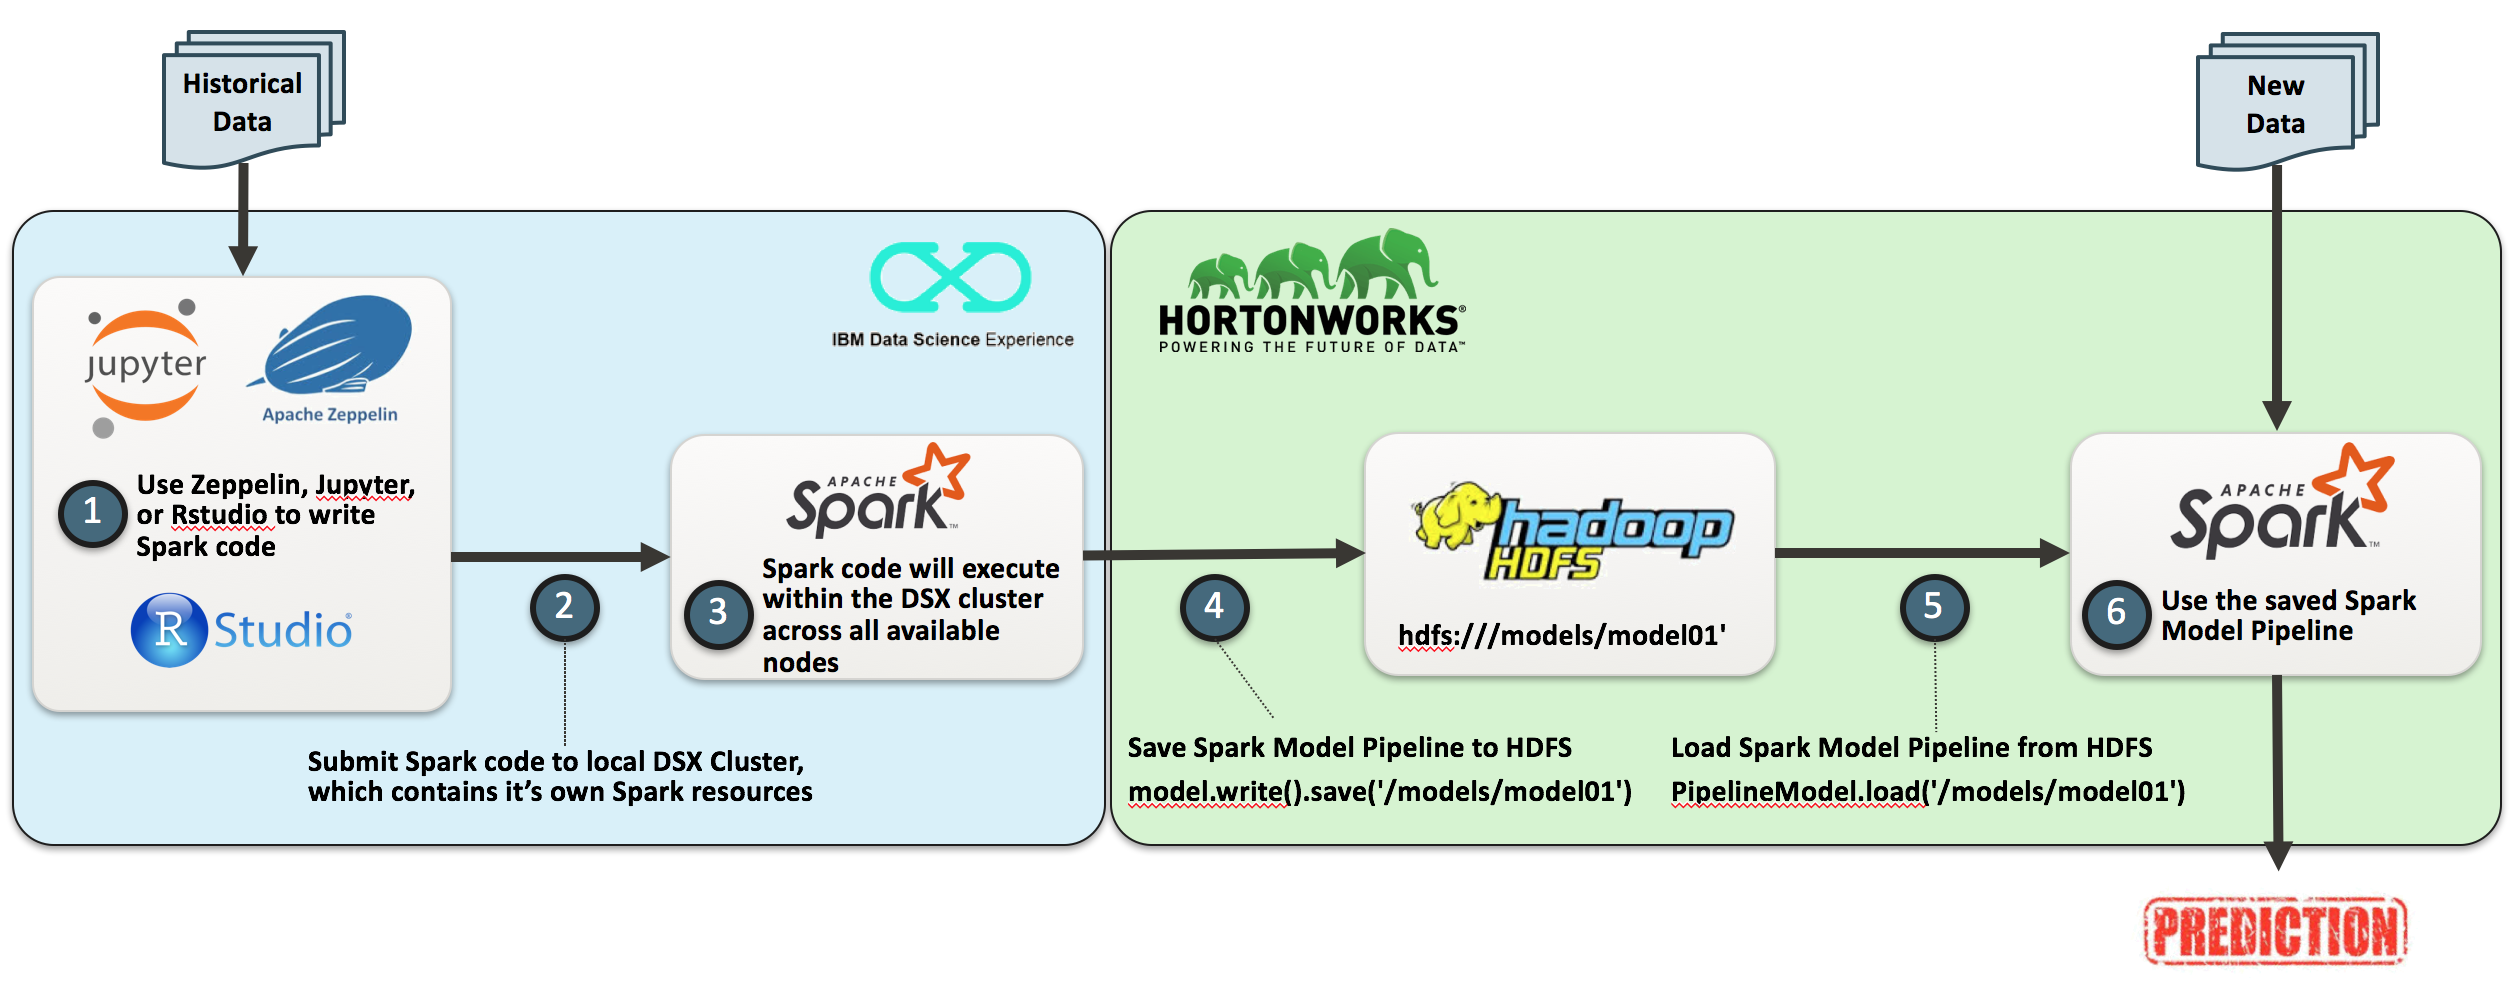 Historical
Data
New
Data
IBM Data Science Experience
HORTONWORKS®
POWERING THE FUTURE OF DATA™
jupyter
Apache Zeppelin
1
Use Zeppelin, Jupyter,
or Rstudio to write
Spark code
R Studio®
2
Submit Spark code to local DSX Cluster,
which contains it’s own Spark resources
APACHE
Spark™
3
Spark code will execute
within the DSX cluster
across all available
nodes
4
Save Spark Model Pipeline to HDFS
model.write().save('/models/model01')
hadoop
HDFS
hdfs:///models/model01'
5
Load Spark Model Pipeline from HDFS
PipelineModel.load('/models/model01')
APACHE
Spark™
6
Use the saved Spark
Model Pipeline
PREDICTION